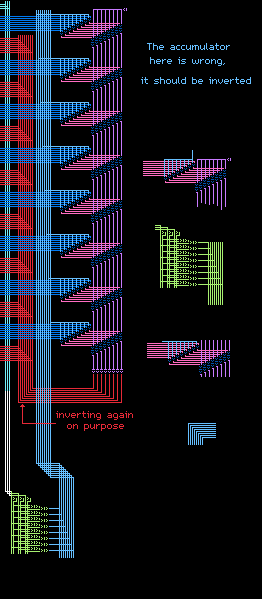 The accumulator
here is wrong,
it should be inverted
inverting again
on purpose